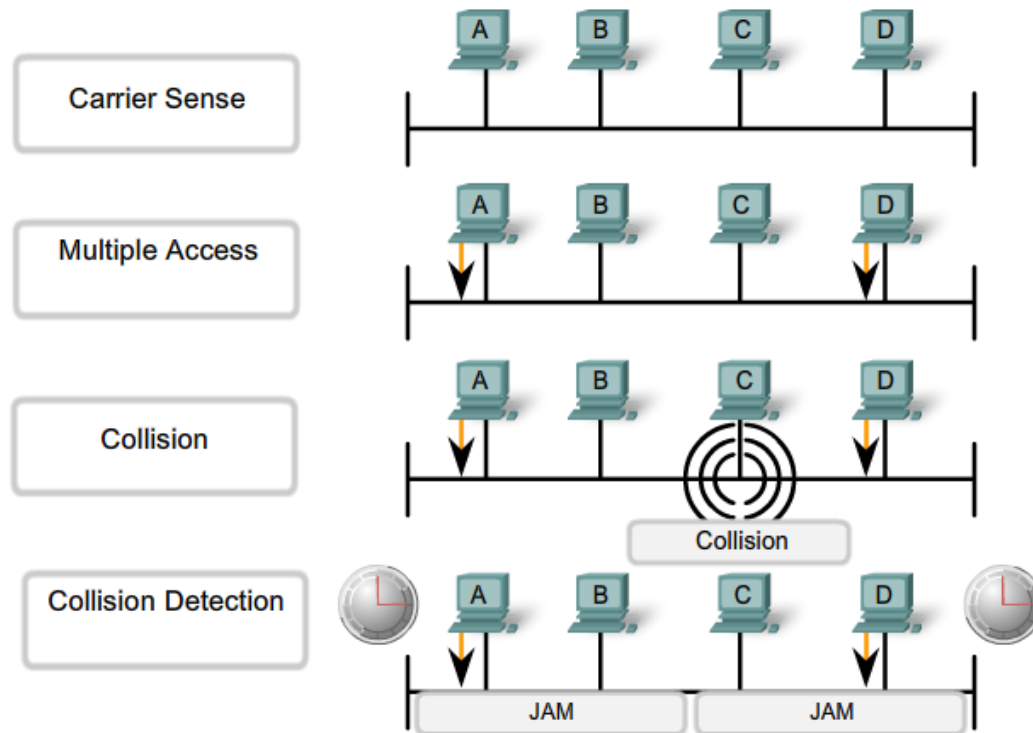 A B C D
Carrier Sense
A B C D
Multiple Access
A B C D
Collision
Collision
A B C D
Collision Detection
JAM JAM